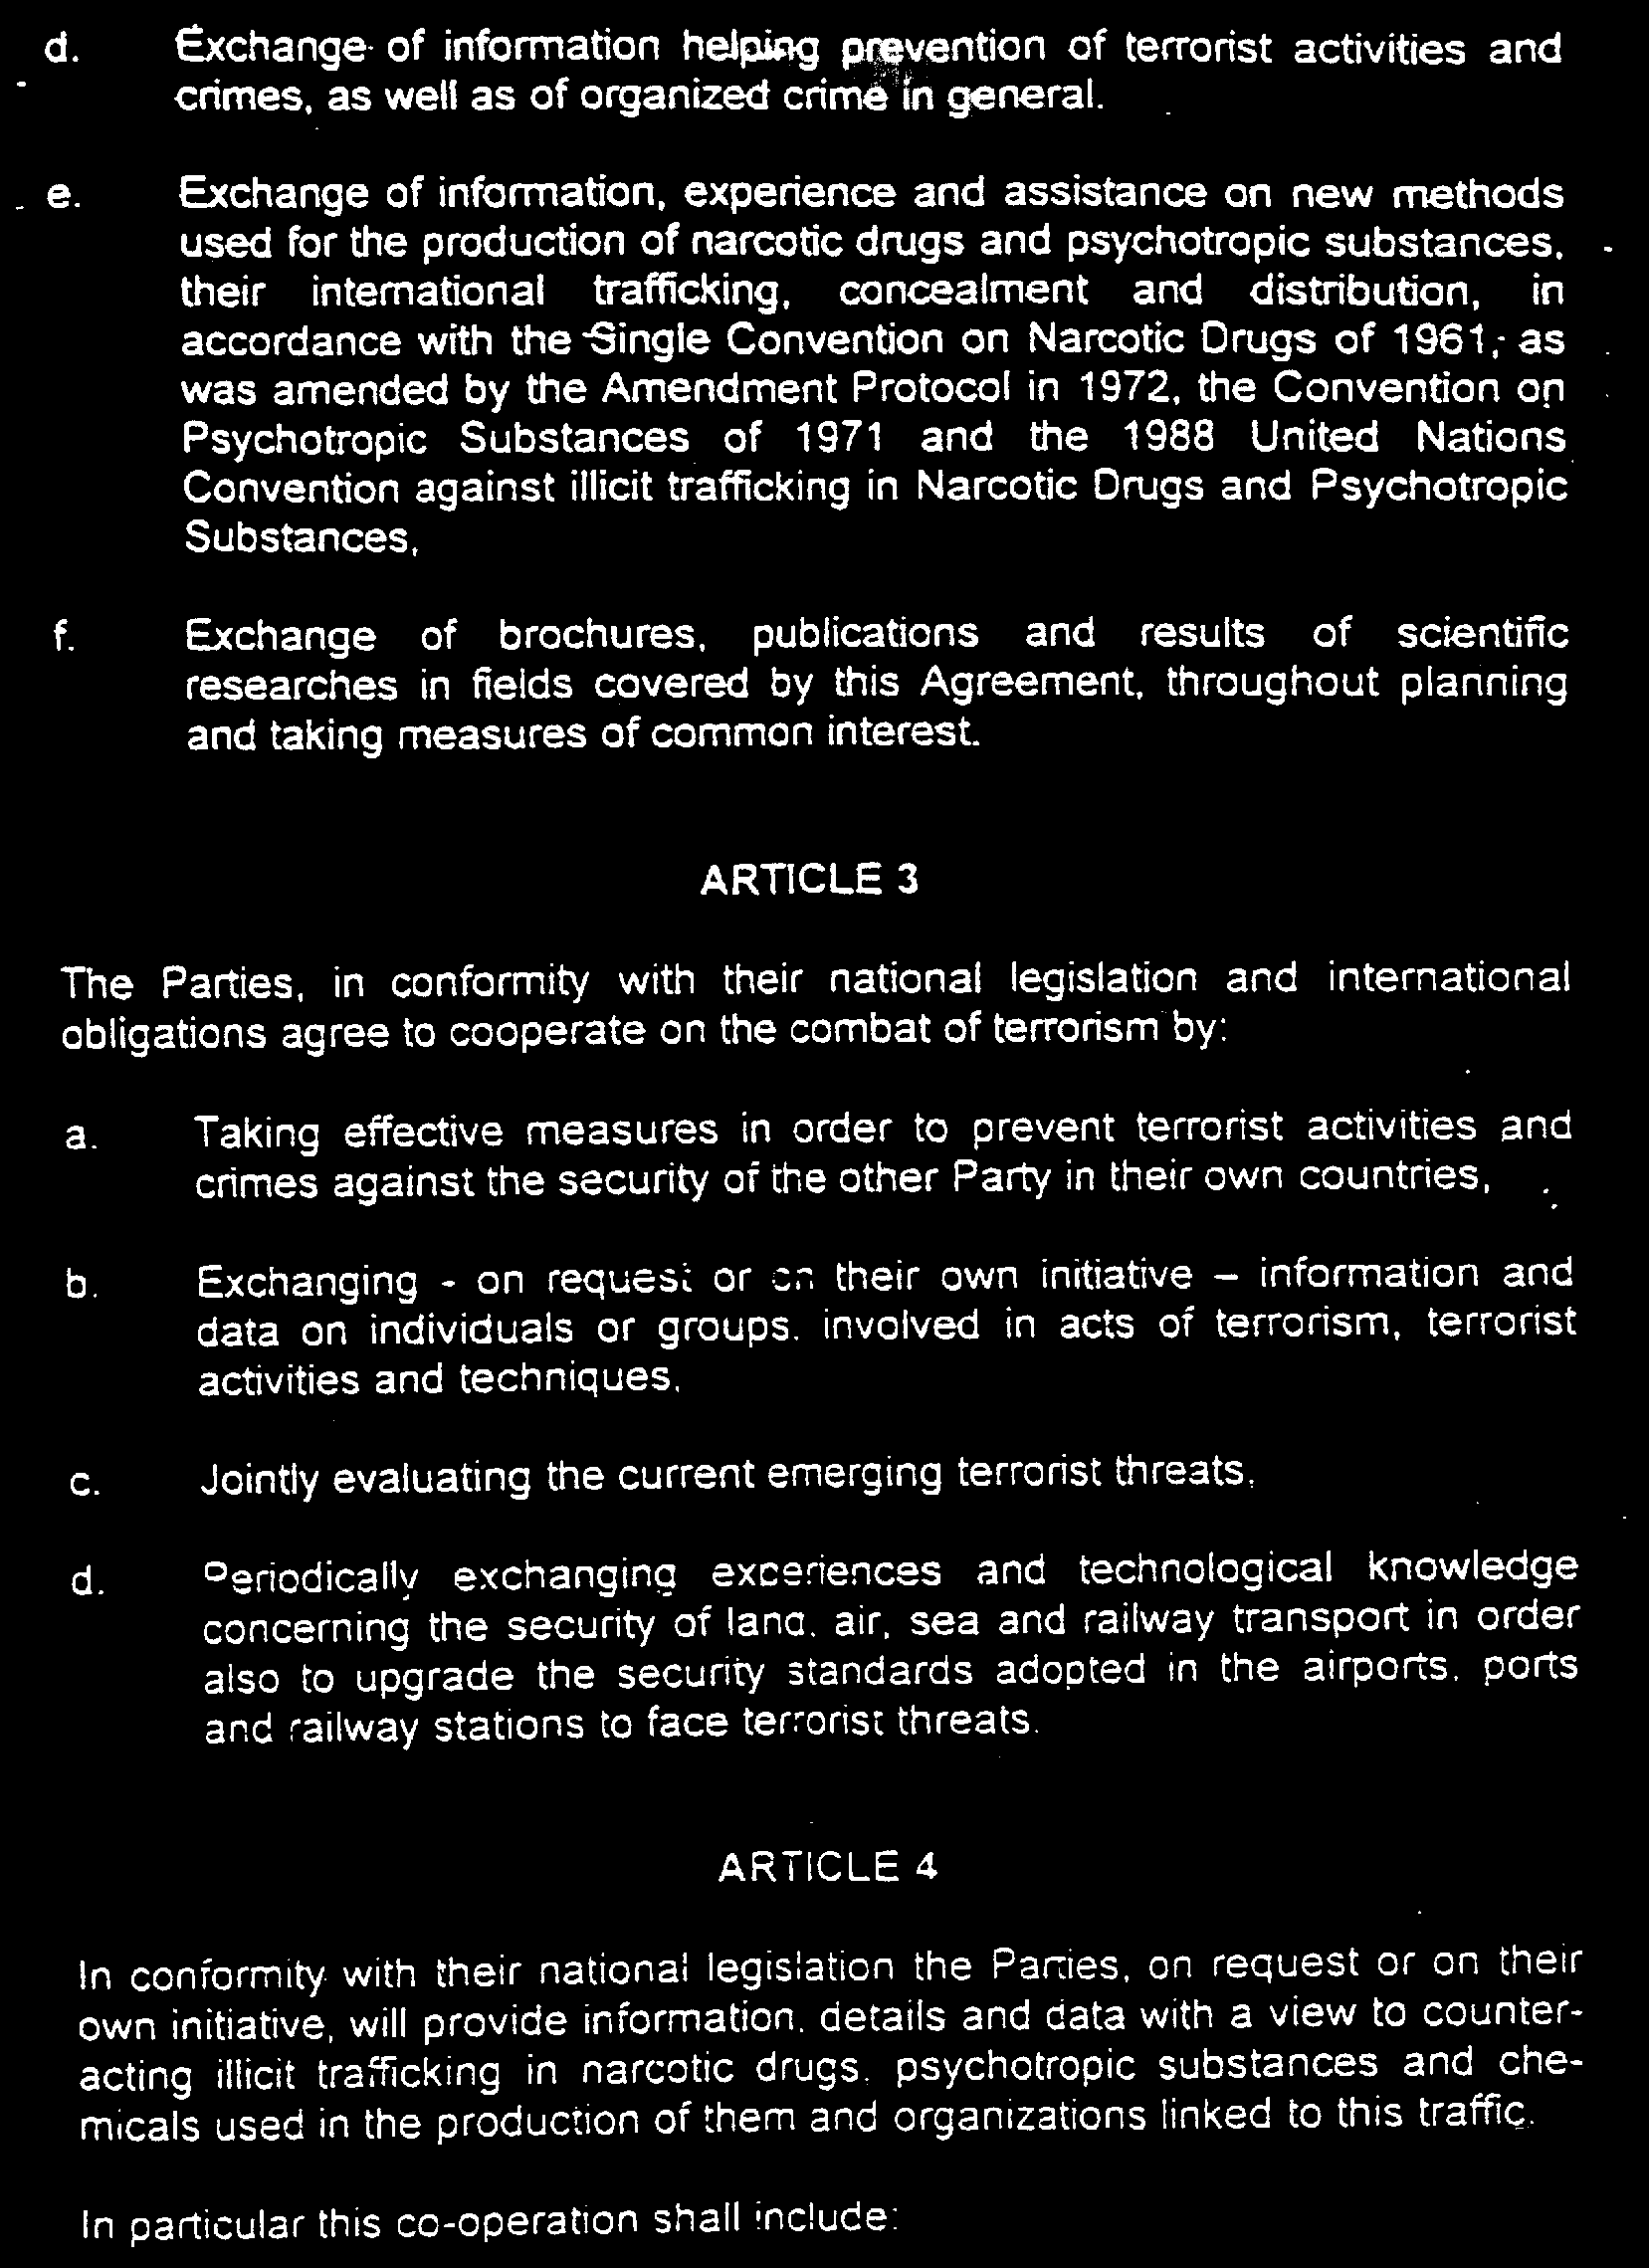 d. Exchange of information helping prevention of terrorist activities and
crimes, as well as of organized crime in general.
e. Exchange of information, experience and assistance on new methods
used for the production of narcotic drugs and psychotropic substances,
their international trafficking, concealment and distribution, in
accordance with the Single Convention on Narcotic Drugs of 1961, as
was amended by the Amendment Protocol in 1972, the Convention on
Psychotropic Substances of 1971 and the 1988 United Nations
Convention against illicit trafficking in Narcotic Drugs and Psychotropic
Substances,
f. Exchange of brochures, publications and results of scientific
researches in fields covered by this Agreement, throughout planning
and taking measures of common interest.
ARTICLE 3
The Parties, in conformity with their national legislation and international
obligations agree to cooperate on the combat of terrorism by:
a. Taking effective measures in order to prevent terrorist activities and
crimes against the security of the other Party in their own countries,
b. Exchanging - on request or on their own initiative – information and
data on individuals or groups, involved in acts of terrorism, terrorist
activities and techniques,
c. Jointly evaluating the current emerging terrorist threats,
d. Periodically exchanging experiences and technological knowledge
concerning the security of land, air, sea and railway transport in order
also to upgrade the security standards adopted in the airports, ports
and railway stations to face terrorist threats.
ARTICLE 4
In conformity with their national legislation the Parties, on request or on their
own initiative, will provide information, details and data with a view to counter-
acting illicit trafficking in narcotic drugs, psychotropic substances and che-
micals used in the production of them and organizations linked to this traffic.
In particular this co-operation shall include: